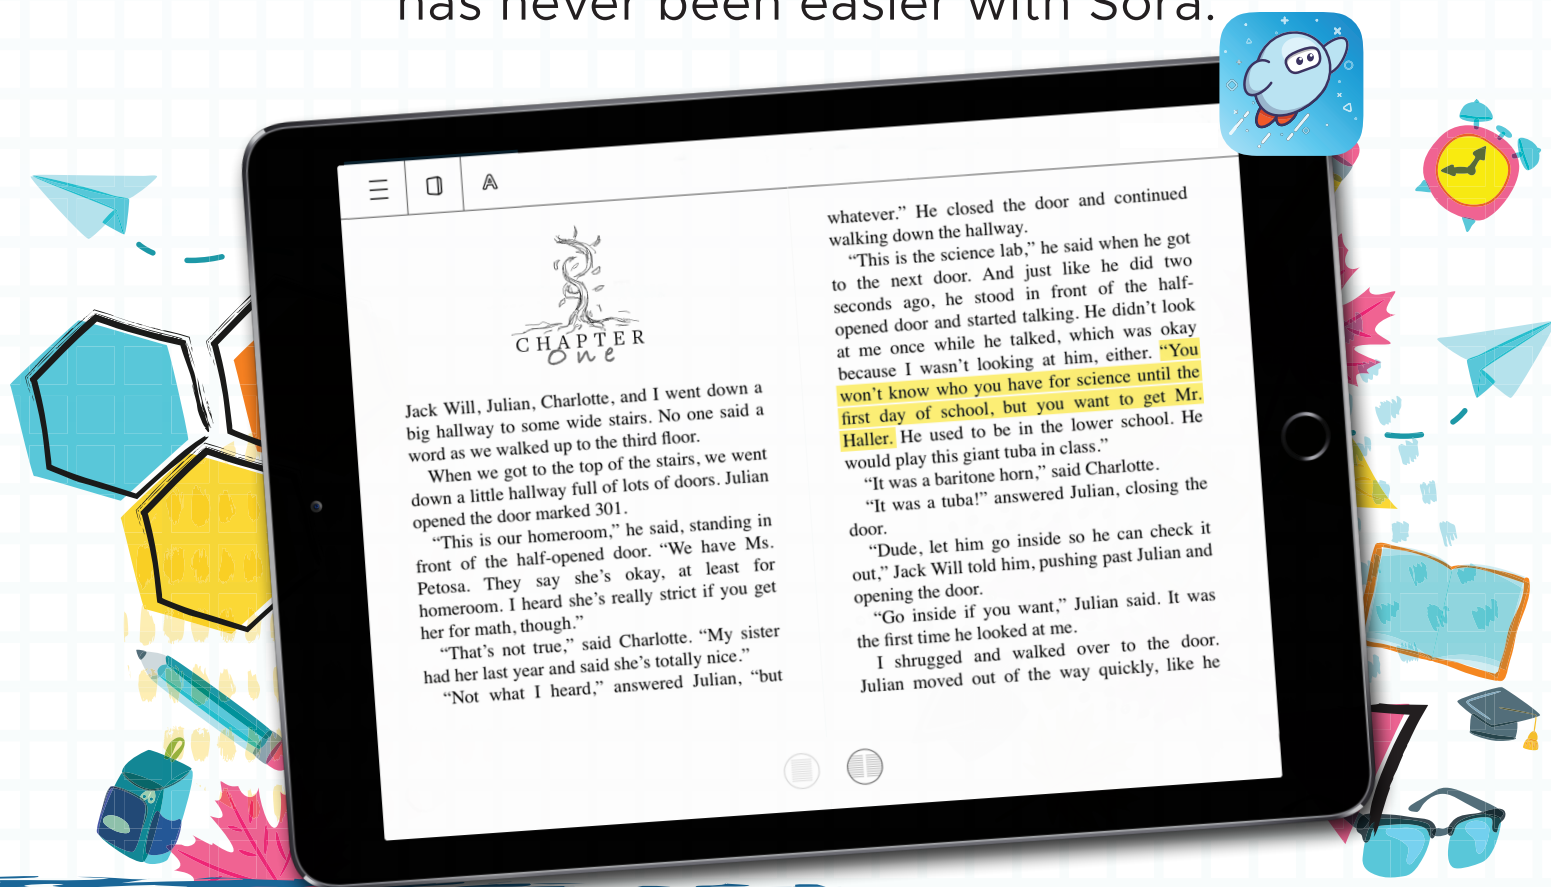 has never been easier with Sora.
A
CHAPTER
one
Jack Will, Julian, Charlotte, and I went down a
big hallway to some wide stairs. No one said a
word as we walked up to the third floor.
When we got to the top of the stairs, we went
down a little hallway full of lots of doors. Julian
opened the door marked 301.
“This is our homeroom,” he said, standing in
front of the half-opened door. “We have Ms.
Petosa. They say she’s okay, at least for
homeroom. I heard she’s really strict if you get
her for math, though.”
“That’s not true,” said Charlotte. “My sister
had her last year and said she’s totally nice.”
“Not what I heard,” answered Julian, “but
whatever.” He closed the door and continued
walking down the hallway.
“This is the science lab,” he said when he got
to the next door. And just like he did two
seconds ago, he stood in front of the half-
opened door and started talking. He didn’t look
at me once while he talked, which was okay
because I wasn’t looking at him, either. “You
won’t know who you have for science until the
first day of school, but you want to get Mr.
Haller. He used to be in the lower school. He
would play this giant tuba in class.”
“It was a baritone horn,” said Charlotte.
“It was a tuba!” answered Julian, closing the
door.
“Dude, let him go inside so he can check it
out,” Jack Will told him, pushing past Julian and
opening the door.
“Go inside if you want,” Julian said. It was
the first time he looked at me.
I shrugged and walked over to the door.
Julian moved out of the way quickly, like he